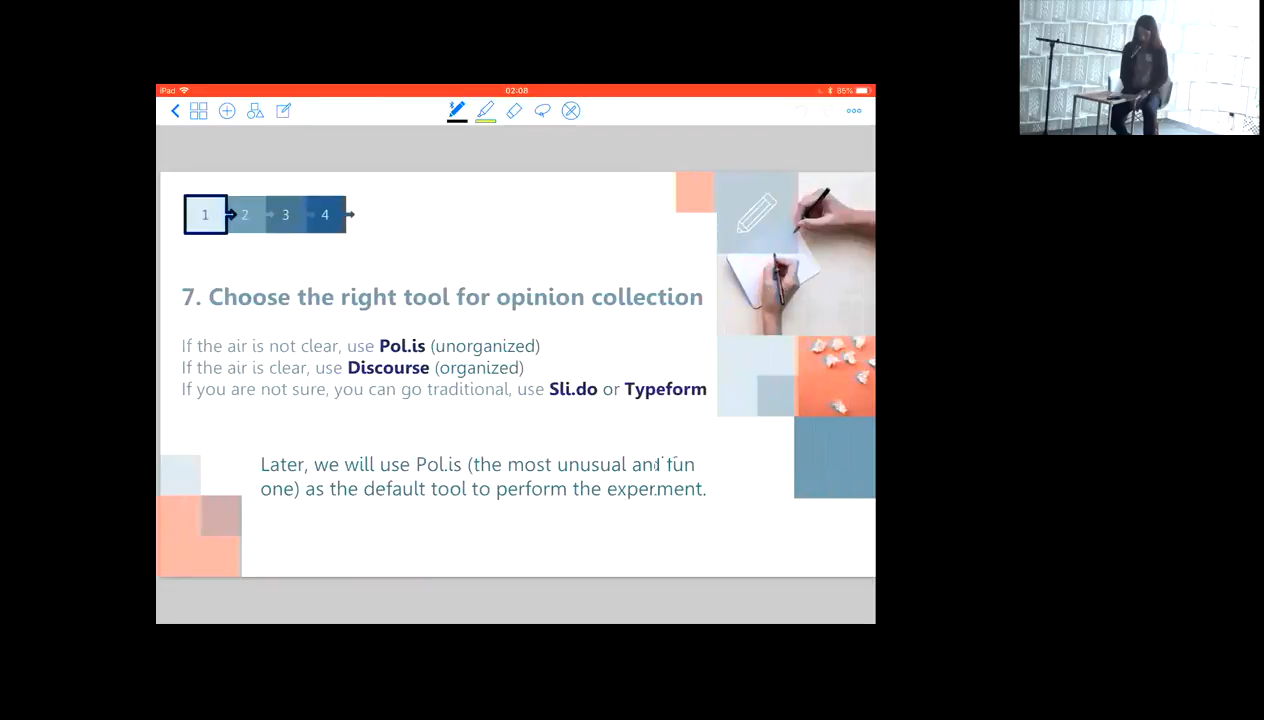 iPad
02:08
85%
1 2 3 4
7. Choose the right tool for opinion collection
If the air is not clear, use Pol.is (unorganized)
If the air is clear, use Discourse (organized)
If you are not sure, you can go traditional, use Sli.do or Typeform
Later, we will use Pol.is (the most unusual and fun
one) as the default tool to perform the experiment.